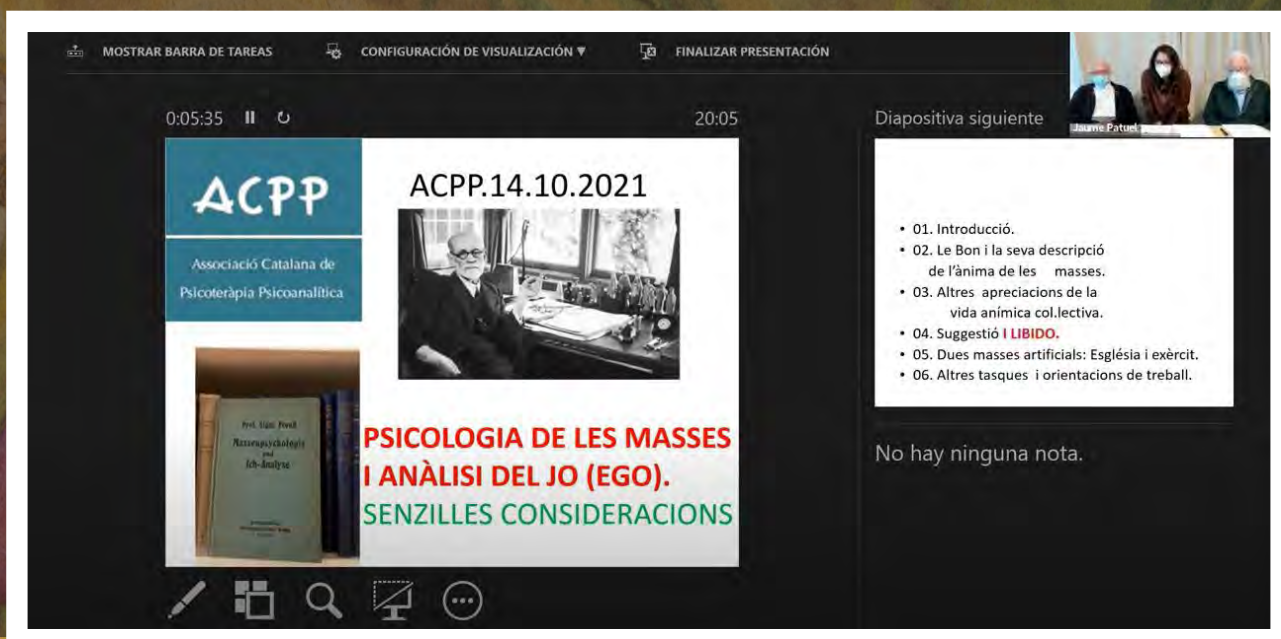 MOSTRAR BARRA DE TAREAS
CONFIGURACIÓN DE VISUALIZACIÓN ▼
FINALIZAR PRESENTACIÓN
Jaume Patuel
0:05:35
20:05
ACPP
Associació Catalana de
Psicoteràpia Psicoanalítica
ACPP.14.10.2021
Prof. Sigm. Freud
Massenpsychologie
und
Ich-Analyse
PSICOLOGIA DE LES MASSES
I ANÀLISI DEL JO (EGO).
SENZILLES CONSIDERACIONS
Diapositiva siguiente
• 01. Introducció.
• 02. Le Bon i la seva descripció
de l'ànima de les masses.
• 03. Altres apreciacions de la
vida anímica col.lectiva.
• 04. Suggestió I LIBIDO.
• 05. Dues masses artificials: Església i exèrcit.
• 06. Altres tasques i orientacions de treball.
No hay ninguna nota.